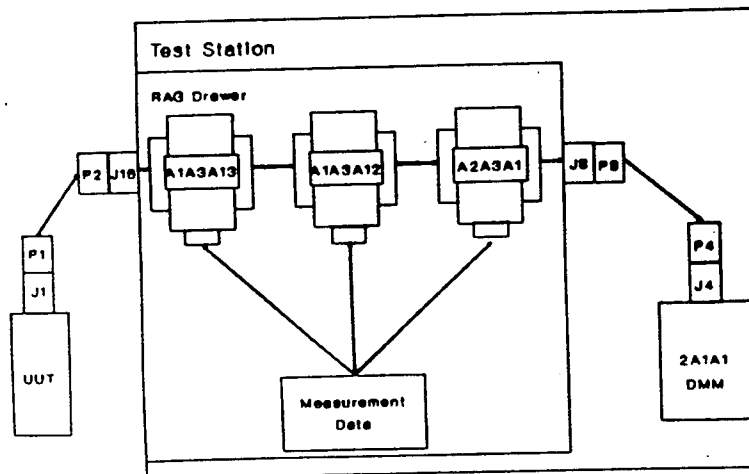 Test Station
RAG Drawer
P2 J16 A1A3A13 A1A3A12 A2A3A1 J8 P8
P1
J1
UUT
P4
J4
2A1A1
DMM
Measurement
Data